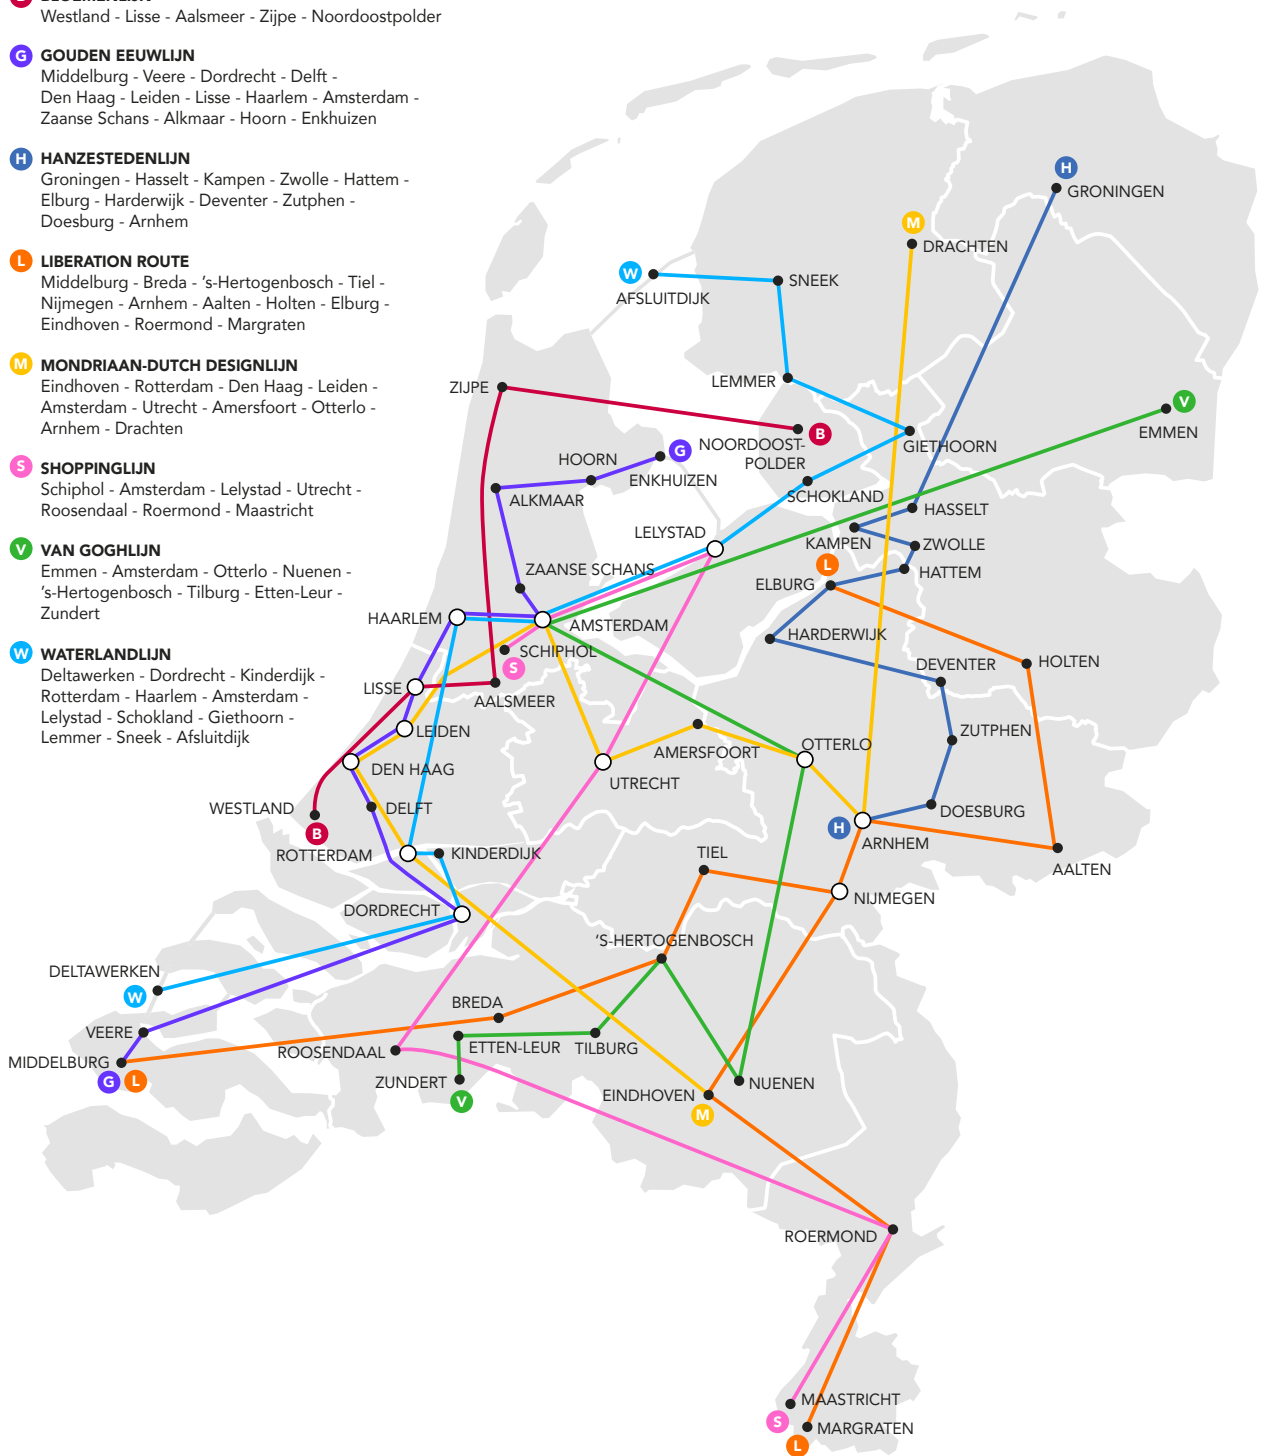 B
Westland - Lisse - Aalsmeer - Zijpe - Noordoostpolder
G GOUDEN EEUWLIJN
Middelburg - Veere - Dordrecht - Delft -
Den Haag - Leiden - Lisse - Haarlem - Amsterdam -
Zaanse Schans - Alkmaar - Hoorn - Enkhuizen
H HANZESTEDENLIJN
Groningen - Hasselt - Kampen - Zwolle - Hattem -
Elburg - Harderwijk - Deventer - Zutphen -
Doesburg - Arnhem
L LIBERATION ROUTE
Middelburg - Breda - ‘s-Hertogenbosch - Tiel -
Nijmegen - Arnhem - Aalten - Holten - Elburg -
Eindhoven - Roermond - Margraten
M MONDRIAAN-DUTCH DESIGNLIJN
Eindhoven - Rotterdam - Den Haag - Leiden -
Amsterdam - Utrecht - Amersfoort - Otterlo -
Arnhem - Drachten
S SHOPPINGLIJN
Schiphol - Amsterdam - Lelystad - Utrecht -
Roosendaal - Roermond - Maastricht
V VAN GOGHLIJN
Emmen - Amsterdam - Otterlo - Nuenen -
‘s-Hertogenbosch - Tilburg - Etten-Leur -
Zundert
W WATERLANDLIJN
Deltawerken - Dordrecht - Kinderdijk -
Rotterdam - Haarlem - Amsterdam -
Lelystad - Schokland - Giethoorn -
Lemmer - Sneek - Afsluitdijk
H
GRONINGEN
M
DRACHTEN
W
AFSLUITDIJK
SNEEK
LEMMER
ZIJPE
V
EMMEN
B
NOORDOOST-
POLDER
GIETHOORN
G
HOORN
ENKHUIZEN
ALKMAAR
SCHOKLAND
HASSELT
LELYSTAD
KAMPEN
ZWOLLE
L
HATTEM
ZAANSE SCHANS
ELBURG
HAARLEM
AMSTERDAM
HARDERWIJK
SCHIPHOL
S
HOLTEN
DEVENTER
LISSE
AALSMEER
LEIDEN
ZUTPHEN
OTTERLO
AMERSFOORT
DEN HAAG
UTRECHT
WESTLAND
DELFT
DOESBURG
B
H
ARNHEM
ROTTERDAM
KINDERDIJK
TIEL
AALTEN
NIJMEGEN
DORDRECHT
‘S-HERTOGENBOSCH
DELTAWERKEN
W
BREDA
VEERE
ETTEN-LEUR
TILBURG
ROOSENDAAL
MIDDELBURG
G
L
ZUNDERT
V
NUENEN
EINDHOVEN
M
ROERMOND
MAASTRICHT
S
MARGRATEN
L